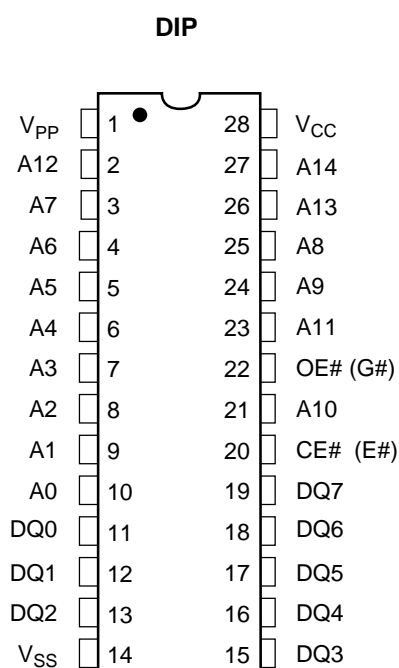 DIP
VPP 1 28 VCC
A12 2 27 A14
A7 3 26 A13
A6 4 25 A8
A5 5 24 A9
A4 6 23 A11
A3 7 22 OE# (G#)
A2 8 21 A10
A1 9 20 CE# (E#)
A0 10 19 DQ7
DQ0 11 18 DQ6
DQ1 12 17 DQ5
DQ2 13 16 DQ4
VSS 14 15 DQ3